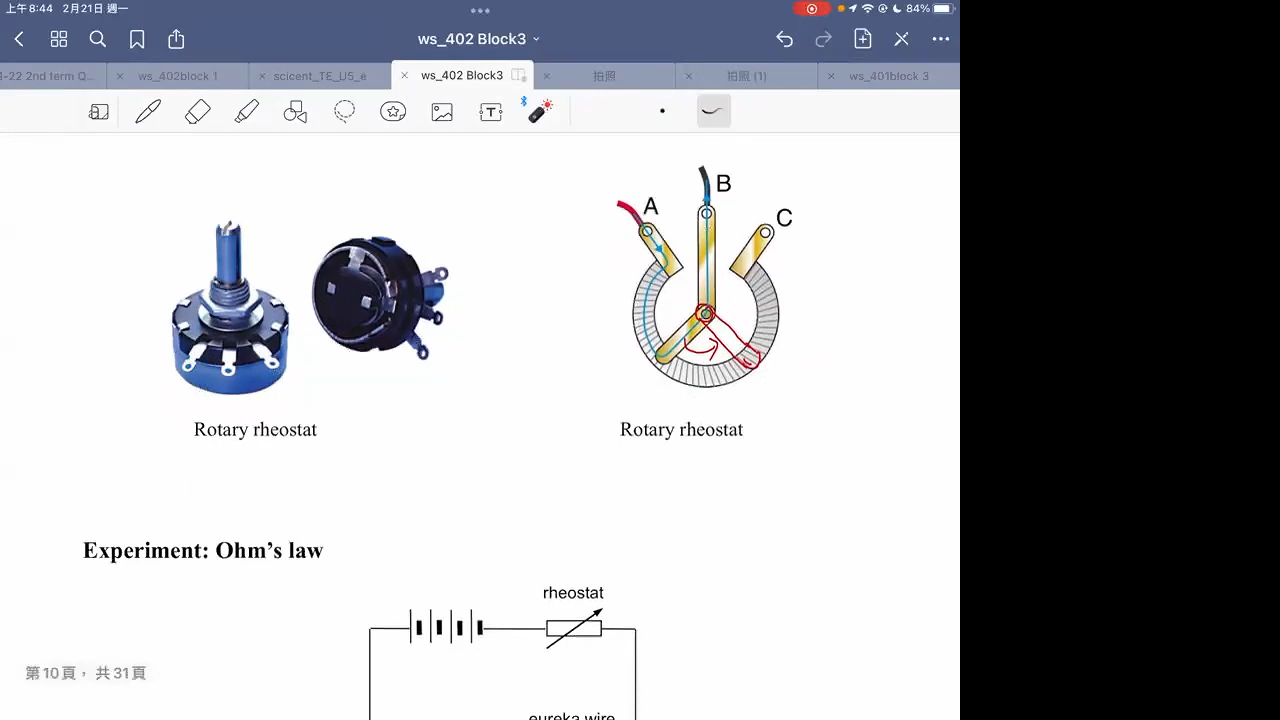 上午8:44 2月21日 週一
84%
ws_402 Block3
1-22 2nd term Q...
ws_402block 1
scicent_TE_U5_e
ws_402 Block3
拍照
拍照 (1)
ws_401block 3
T
A
B
C
Rotary rheostat
Rotary rheostat
Experiment: Ohm's law
rheostat
eureka wire
第10頁，共31頁